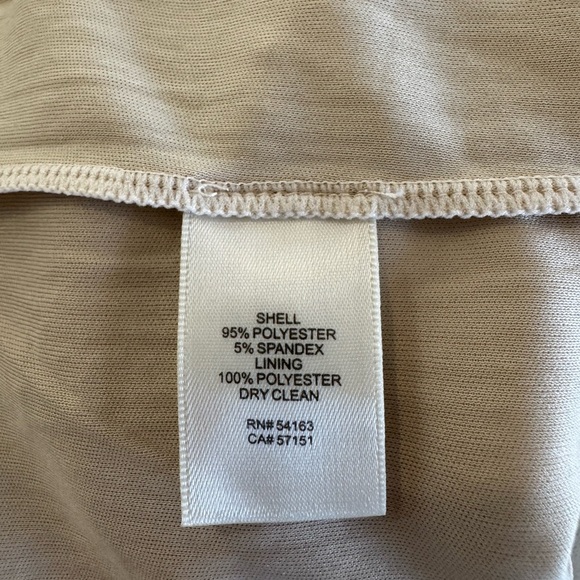 SHELL
95% POLYESTER
5% SPANDEX
LINING
100% POLYESTER
DRY CLEAN
RN# 54163
CA# 57151